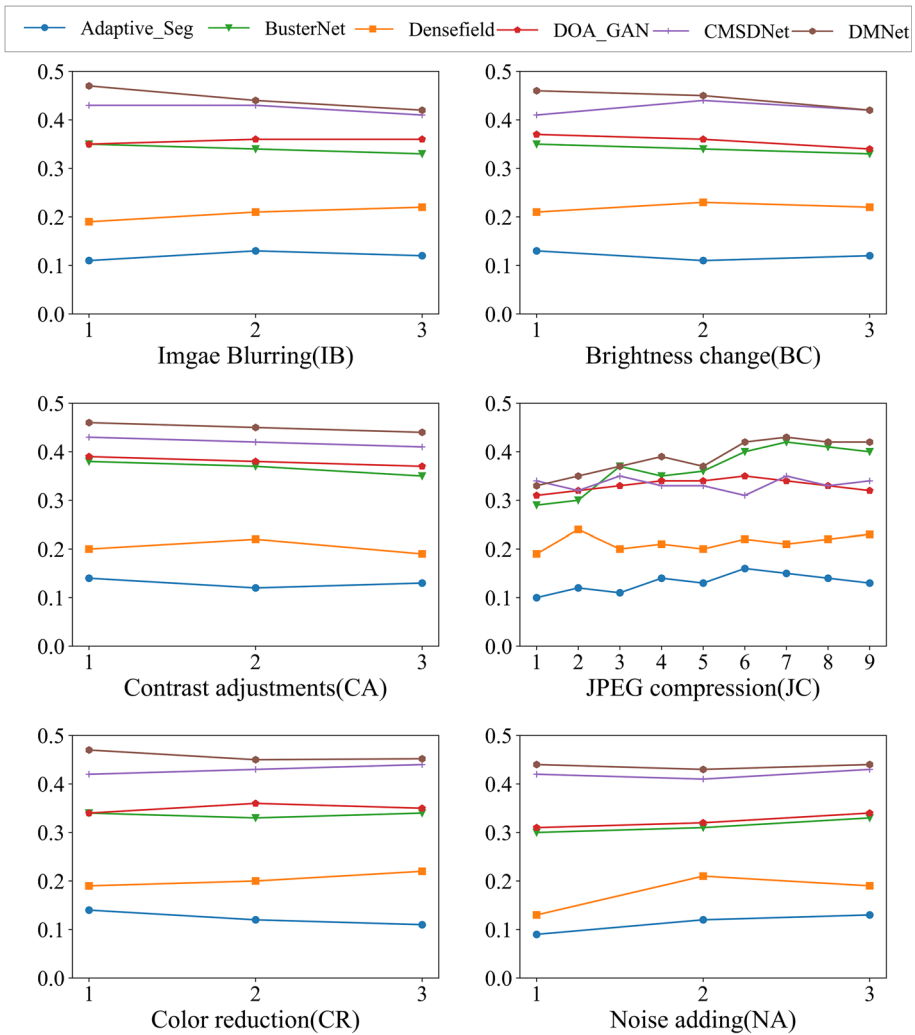 Adaptive_Seg BusterNet Densefield DOA_GAN CMSDNet DMNet
0.5 0.5
0.4 0.4
0.3 0.3
0.2 0.2
0.1 0.1
0.0 0.0
1 2 3 1 2 3
Imgae Blurring(IB) Brightness change(BC)
0.5 0.5
0.4 0.4
0.3 0.3
0.2 0.2
0.1 0.1
0.0 0.0
1 2 3 1 2 3 4 5 6 7 8 9
Contrast adjustments(CA) JPEG compression(JC)
0.5 0.5
0.4 0.4
0.3 0.3
0.2 0.2
0.1 0.1
0.0 0.0
1 2 3 1 2 3
Color reduction(CR) Noise adding(NA)